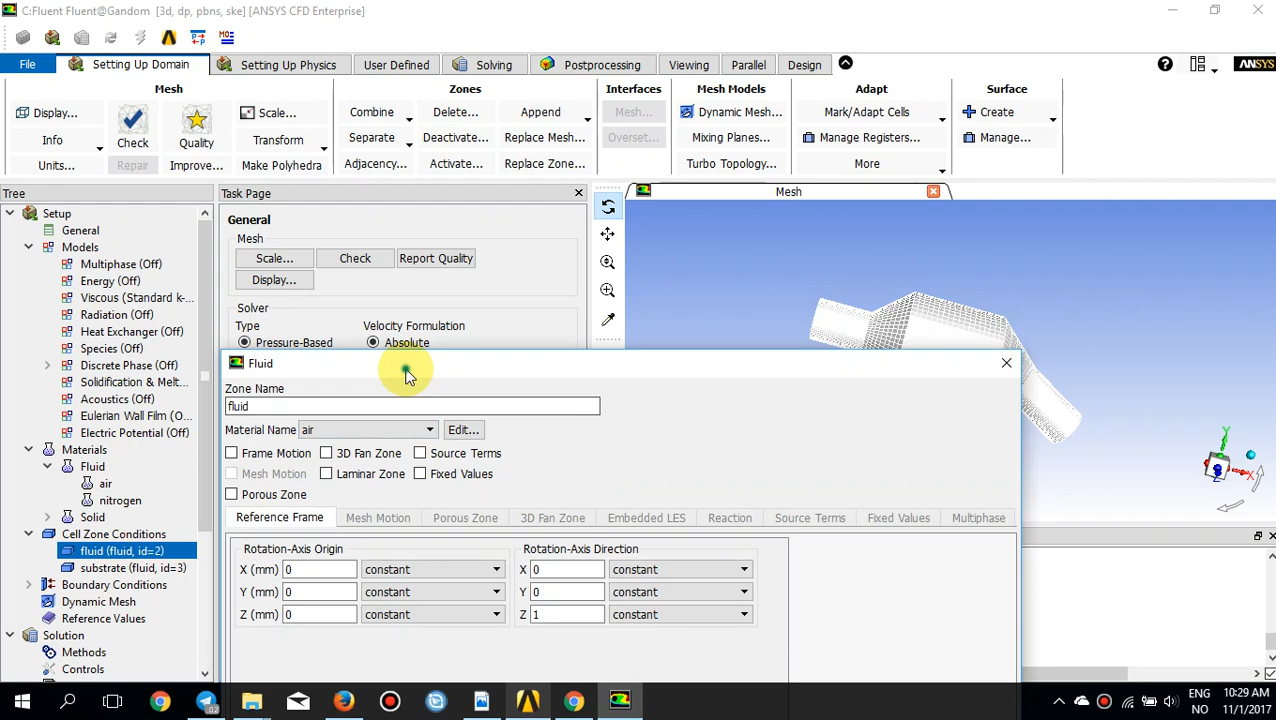 C:Fluent Fluent@Gandom [3d, dp, pbns, ske] [ANSYS CFD Enterprise]
File
Setting Up Domain
Setting Up Physics
User Defined
Solving
Postprocessing
Viewing
Parallel
Design
ANSYS
Mesh
Zones
Interfaces
Mesh Models
Adapt
Surface
Display...
Scale...
Combine
Delete...
Append
Mesh...
Dynamic Mesh...
Mark/Adapt Cells
Create
Info
Check
Quality
Transform
Separate
Deactivate...
Replace Mesh...
Overset...
Mixing Planes...
Manage Registers...
Manage...
Units...
Repair
Improve...
Make Polyhedra
Adjacency...
Activate...
Replace Zone...
Turbo Topology...
More
Tree
Task Page
Mesh
Setup
General
Models
Multiphase (Off)
Energy (Off)
Viscous (Standard k-...
Radiation (Off)
Heat Exchanger (Off)
Species (Off)
Discrete Phase (Off)
Solidification & Melt...
Acoustics (Off)
Eulerian Wall Film (O...
Electric Potential (Off)
Materials
Fluid
air
nitrogen
Solid
Cell Zone Conditions
fluid (fluid, id=2)
substrate (fluid, id=3)
Boundary Conditions
Dynamic Mesh
Reference Values
Solution
Methods
Controls
General
Mesh
Scale...
Check
Report Quality
Display...
Solver
Type
Velocity Formulation
Pressure-Based
Absolute
Fluid
Zone Name
fluid
Material Name
air
Edit...
Frame Motion
3D Fan Zone
Source Terms
Mesh Motion
Laminar Zone
Fixed Values
Porous Zone
Reference Frame
Mesh Motion
Porous Zone
3D Fan Zone
Embedded LES
Reaction
Source Terms
Fixed Values
Multiphase
Rotation-Axis Origin
Rotation-Axis Direction
X (mm) 0 constant
X 0 constant
Y (mm) 0 constant
Y 0 constant
Z (mm) 0 constant
Z 1 constant
ENG
10:29 AM
NO
11/1/2017